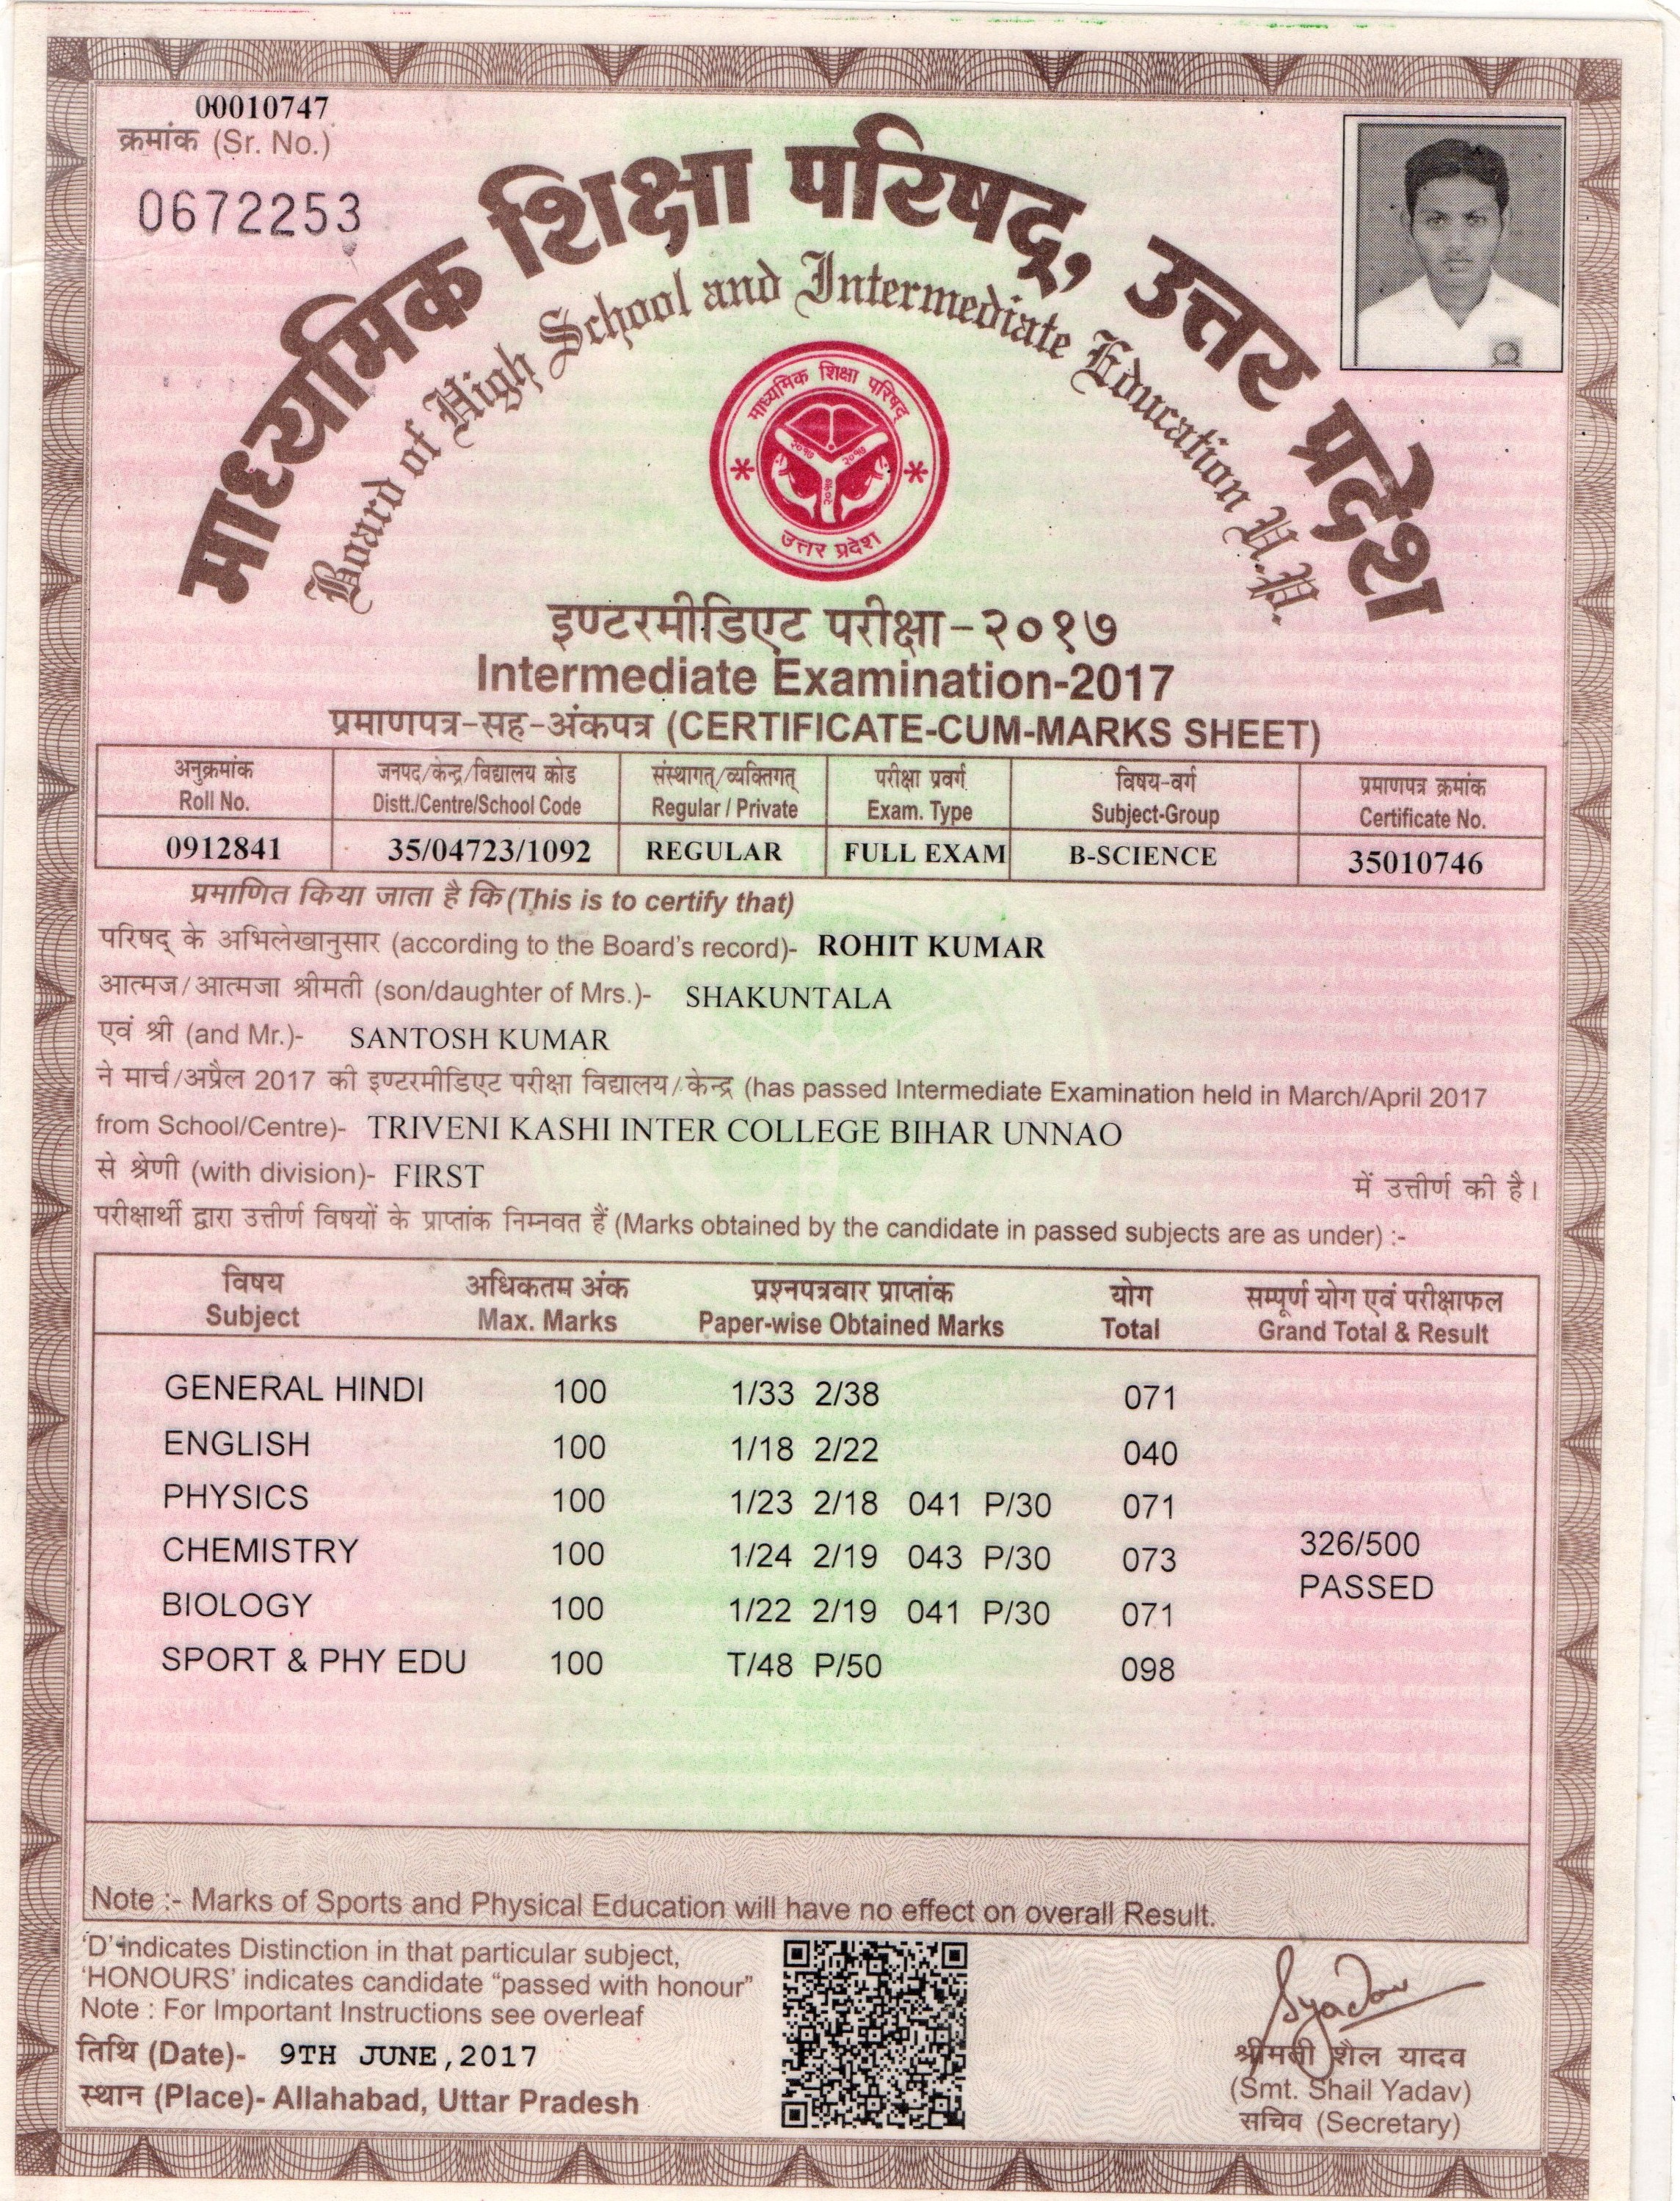 00010747
क्रमांक (Sr. No.)
0672253
माध्यमिक शिक्षा परिषद्, उत्तर प्रदेश
Board of High School and Intermediate Education U.P.
माध्यमिक शिक्षा परिषद्
२०१७ २०१७
२०१७
उत्तर प्रदेश
इण्टरमीडिएट परीक्षा-२०१७
Intermediate Examination-2017
प्रमाणपत्र-सह-अंकपत्र (CERTIFICATE-CUM-MARKS SHEET)
अनुक्रमांक जनपद/केन्द्र/विद्यालय कोड संस्थागत्/व्यक्तिगत् परीक्षा प्रवर्ग विषय-वर्ग प्रमाणपत्र क्रमांक
Roll No. Distt./Centre/School Code Regular / Private Exam. Type Subject-Group Certificate No.
0912841 35/04723/1092 REGULAR FULL EXAM B-SCIENCE 35010746
प्रमाणित किया जाता है कि (This is to certify that)
परिषद् के अभिलेखानुसार (according to the Board's record)- ROHIT KUMAR
आत्मज/आत्मजा श्रीमती (son/daughter of Mrs.)- SHAKUNTALA
एवं श्री (and Mr.)- SANTOSH KUMAR
ने मार्च/अप्रैल 2017 की इण्टरमीडिएट परीक्षा विद्यालय/केन्द्र (has passed Intermediate Examination held in March/April 2017
from School/Centre)- TRIVENI KASHI INTER COLLEGE BIHAR UNNAO
से श्रेणी (with division)- FIRST में उत्तीर्ण की है।
परीक्षार्थी द्वारा उत्तीर्ण विषयों के प्राप्तांक निम्नवत हैं (Marks obtained by the candidate in passed subjects are as under) :-
विषय अधिकतम अंक प्रश्नपत्रवार प्राप्तांक योग सम्पूर्ण योग एवं परीक्षाफल
Subject Max. Marks Paper-wise Obtained Marks Total Grand Total & Result
GENERAL HINDI 100 1/33 2/38 071
ENGLISH 100 1/18 2/22 040
PHYSICS 100 1/23 2/18 041 P/30 071
CHEMISTRY 100 1/24 2/19 043 P/30 073 326/500
PASSED
BIOLOGY 100 1/22 2/19 041 P/30 071
SPORT & PHY EDU 100 T/48 P/50 098
Note :- Marks of Sports and Physical Education will have no effect on overall Result.
'D' indicates Distinction in that particular subject,
'HONOURS' indicates candidate "passed with honour"
Note : For Important Instructions see overleaf
तिथि (Date)- 9TH JUNE,2017
स्थान (Place)- Allahabad, Uttar Pradesh
Syadav
श्रीमती शैल यादव
(Smt. Shail Yadav)
सचिव (Secretary)